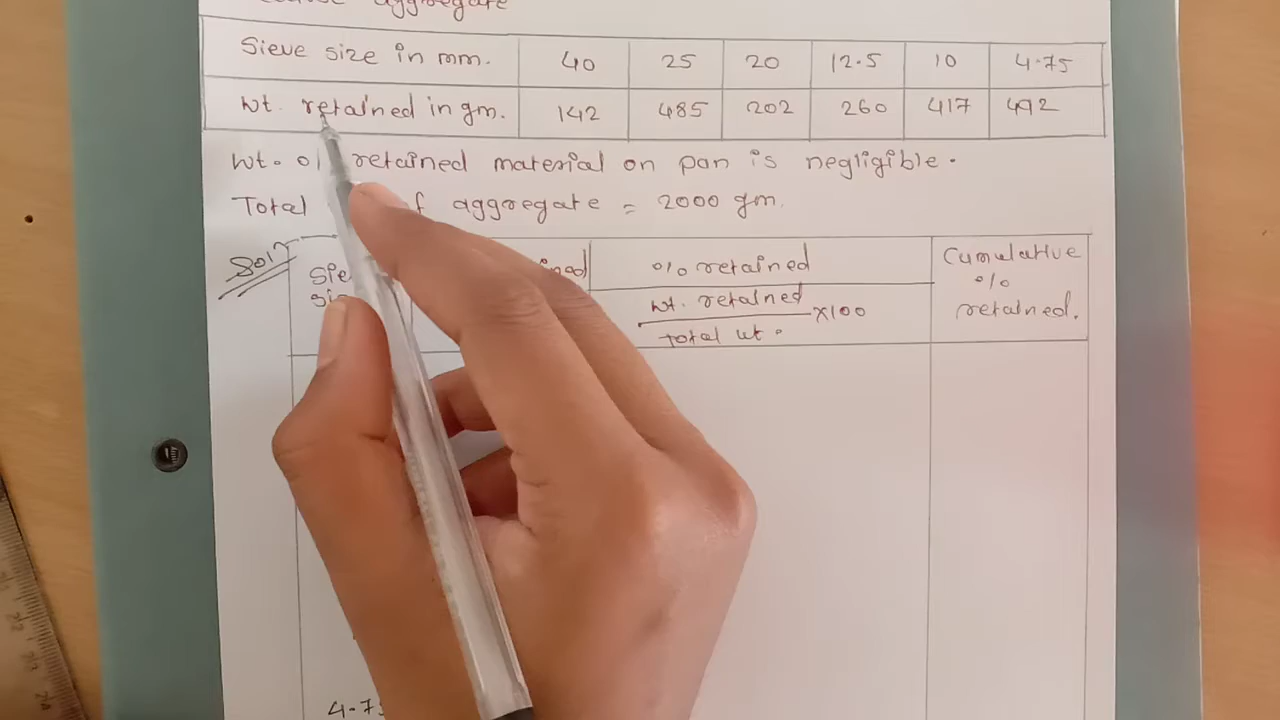 aggregate
Sieve size in mm. 40 25 20 12.5 10 4.75
Wt. retained in gm. 142 485 202 260 417 492
Wt. retained material on pan is negligible.
Total aggregate = 2000 gm.
Soln % retained Cumulative
wt. retained / Total wt. x100 % retained.
4.75